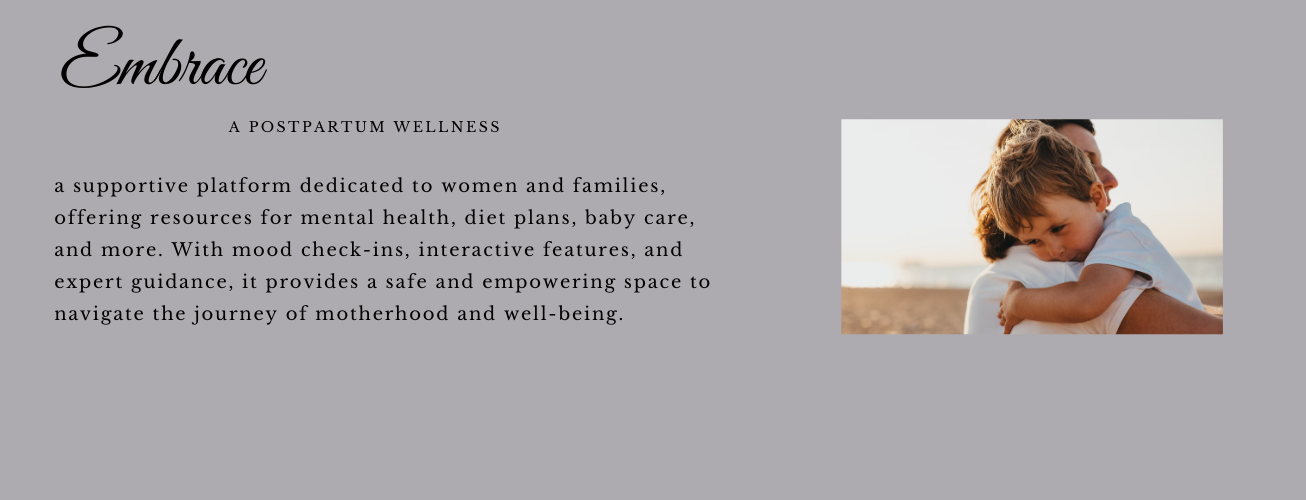 Embrace
A POSTPARTUM WELLNESS
a supportive platform dedicated to women and families,
offering resources for mental health, diet plans, baby care,
and more. With mood check-ins, interactive features, and
expert guidance, it provides a safe and empowering space to
navigate the journey of motherhood and well-being.